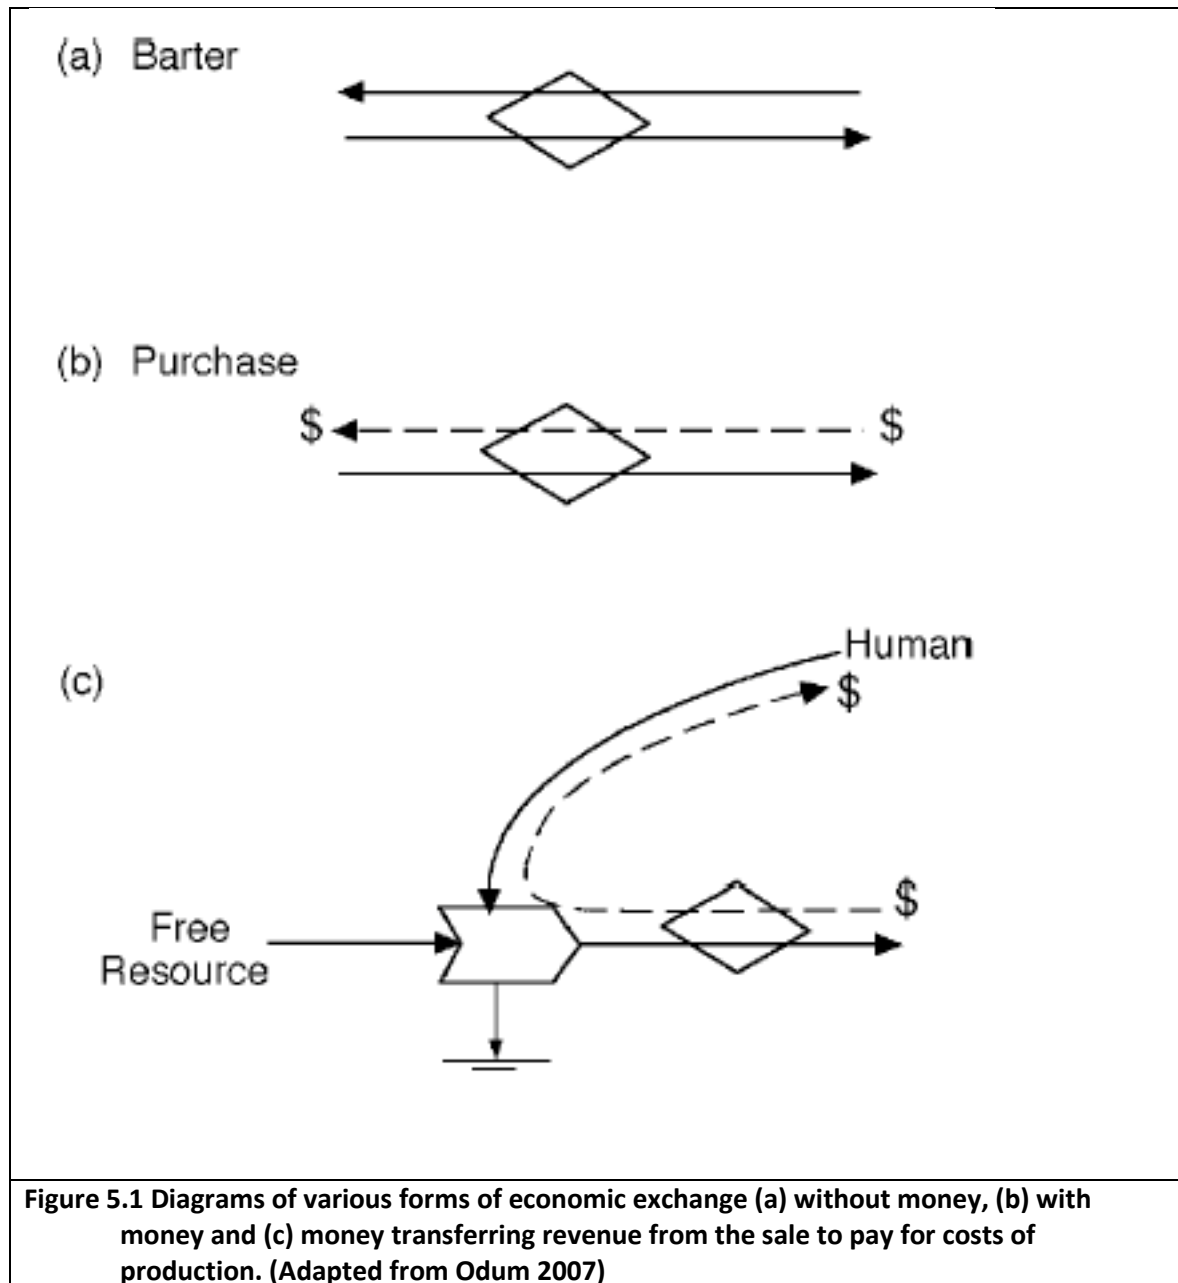 (a) Barter
(b) Purchase
$ $
Human
(c) $
$
Free
Resource
Figure 5.1 Diagrams of various forms of economic exchange (a) without money, (b) with
money and (c) money transferring revenue from the sale to pay for costs of
production. (Adapted from Odum 2007)